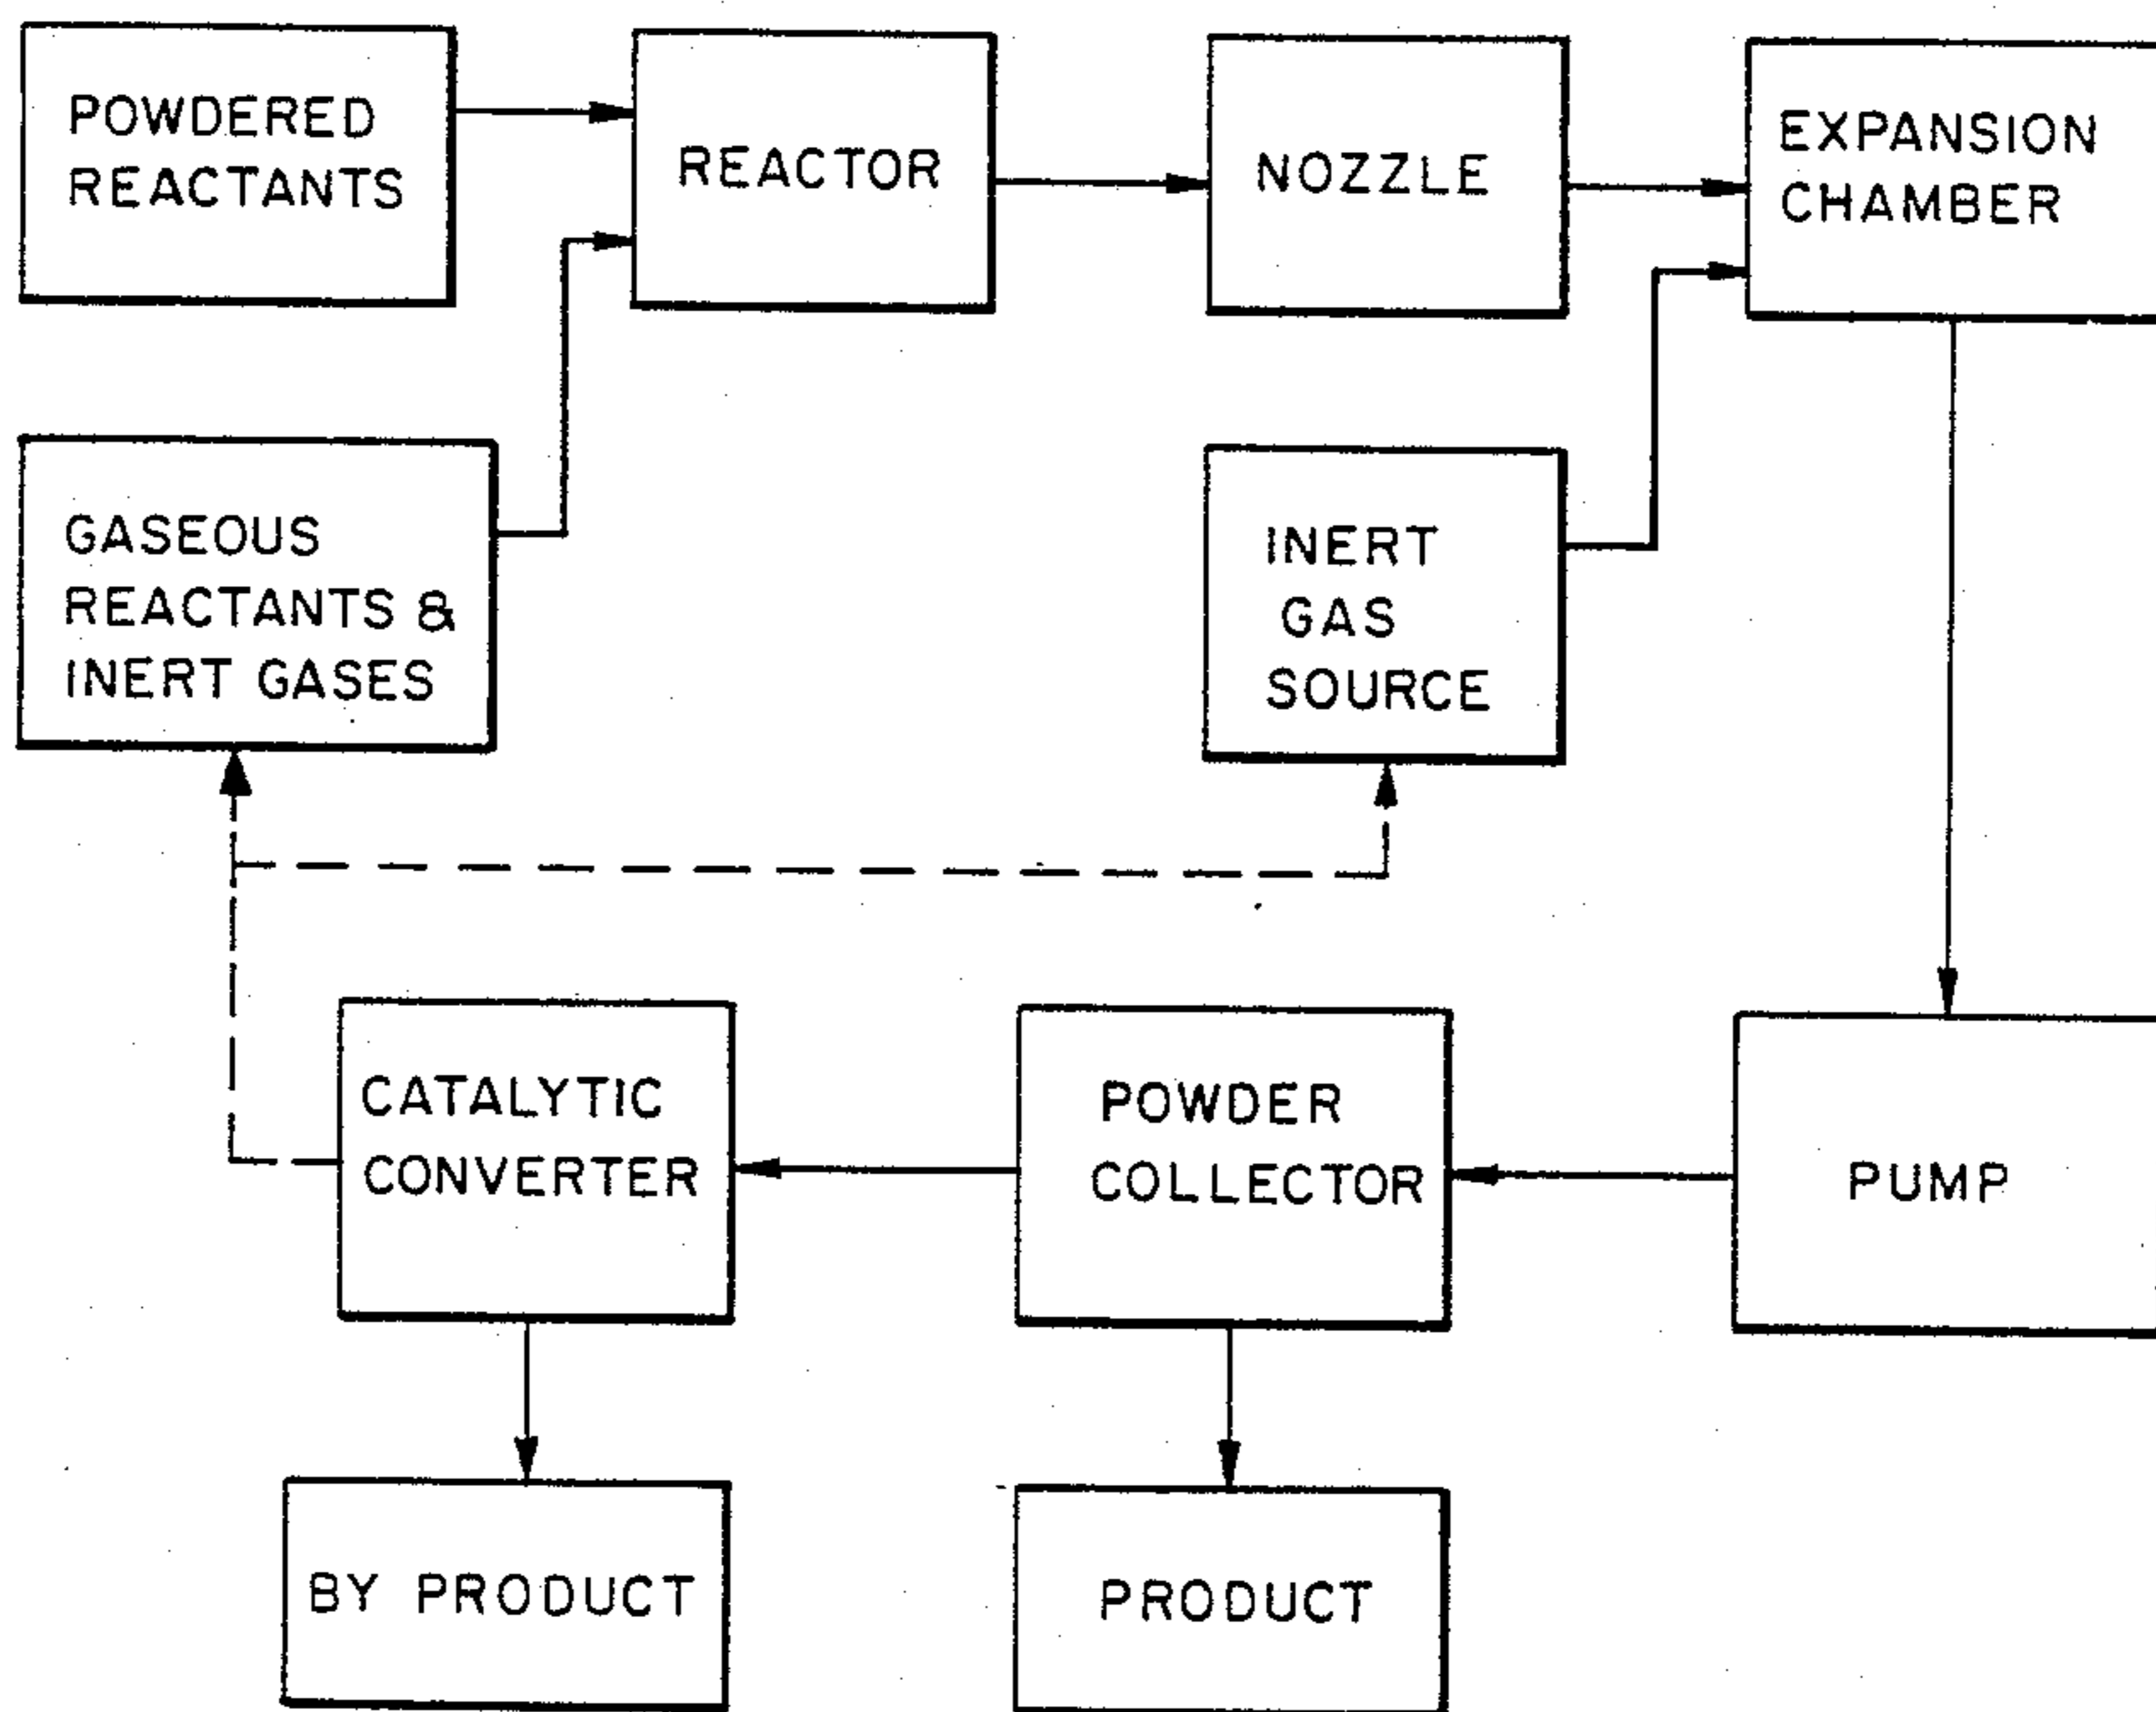 POWDERED
REACTANTS
REACTOR
NOZZLE
EXPANSION
CHAMBER
GASEOUS
REACTANTS &
INERT GASES
INERT
GAS
SOURCE
CATALYTIC
CONVERTER
POWDER
COLLECTOR
PUMP
BY PRODUCT
PRODUCT